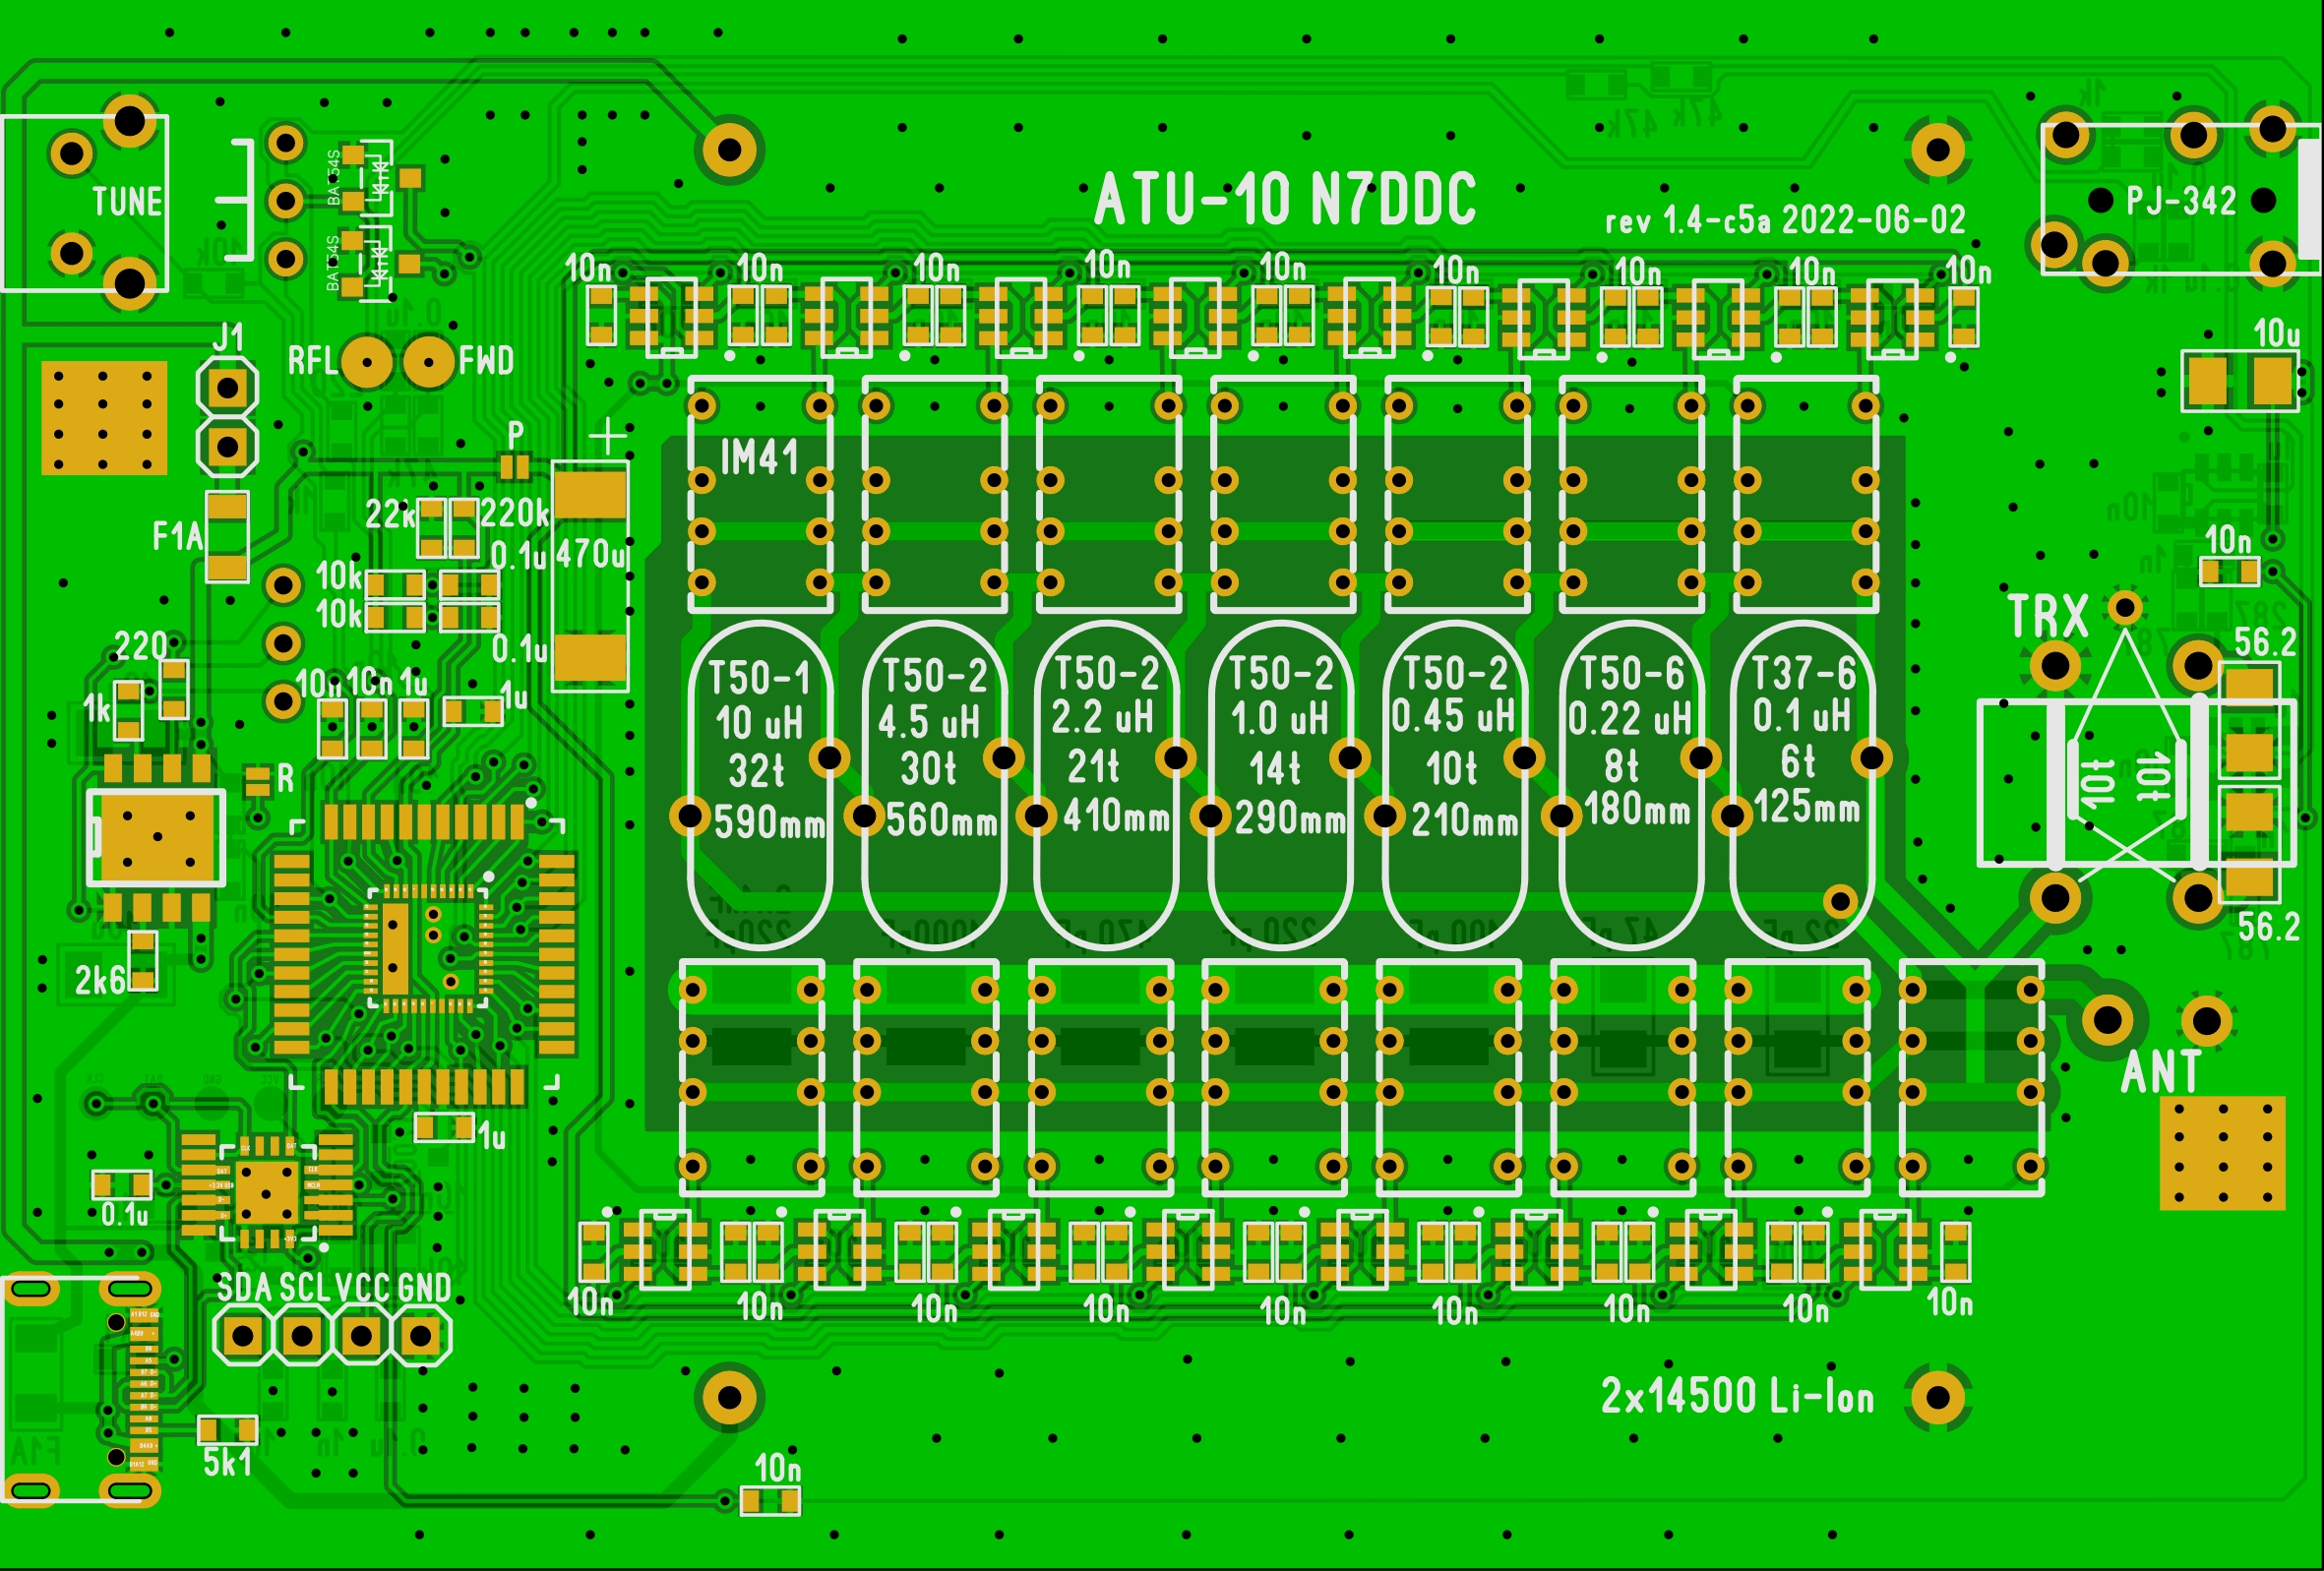 ATU-10 N7DDC
rev 1.4-c5a 2022-06-02
TUNE
BAT54S
BAT54S
PJ-342
10n
10n
10n
10n
10n
10n
10n
10n
10n
J1
RFL
FWD
10u
P
IM41
F1A
22k
220k
0.1u
470u
10k
10k
0.1u
10n
TRX
56.2
220
1k
10n
10n
1u
1u
T50-1
10 uH
32t
590mm
T50-2
4.5 uH
30t
560mm
T50-2
2.2 uH
21t
410mm
T50-2
1.0 uH
14t
290mm
T50-2
0.45 uH
10t
210mm
T50-6
0.22 uH
8t
180mm
T37-6
0.1 uH
6t
125mm
10t
10t
R
56.2
2k6
ANT
1u
0.1u
SDA SCL VCC GND
10n
10n
10n
10n
10n
10n
10n
10n
10n
5k1
10n
2x14500 Li-Ion